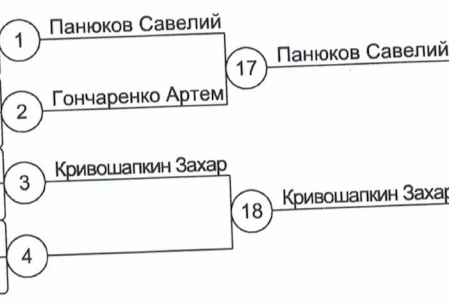 1
Панюков Савелий
17
Панюков Савелий
2
Гончаренко Артем
3
Кривошапкин Захар
18
Кривошапкин Захар
4